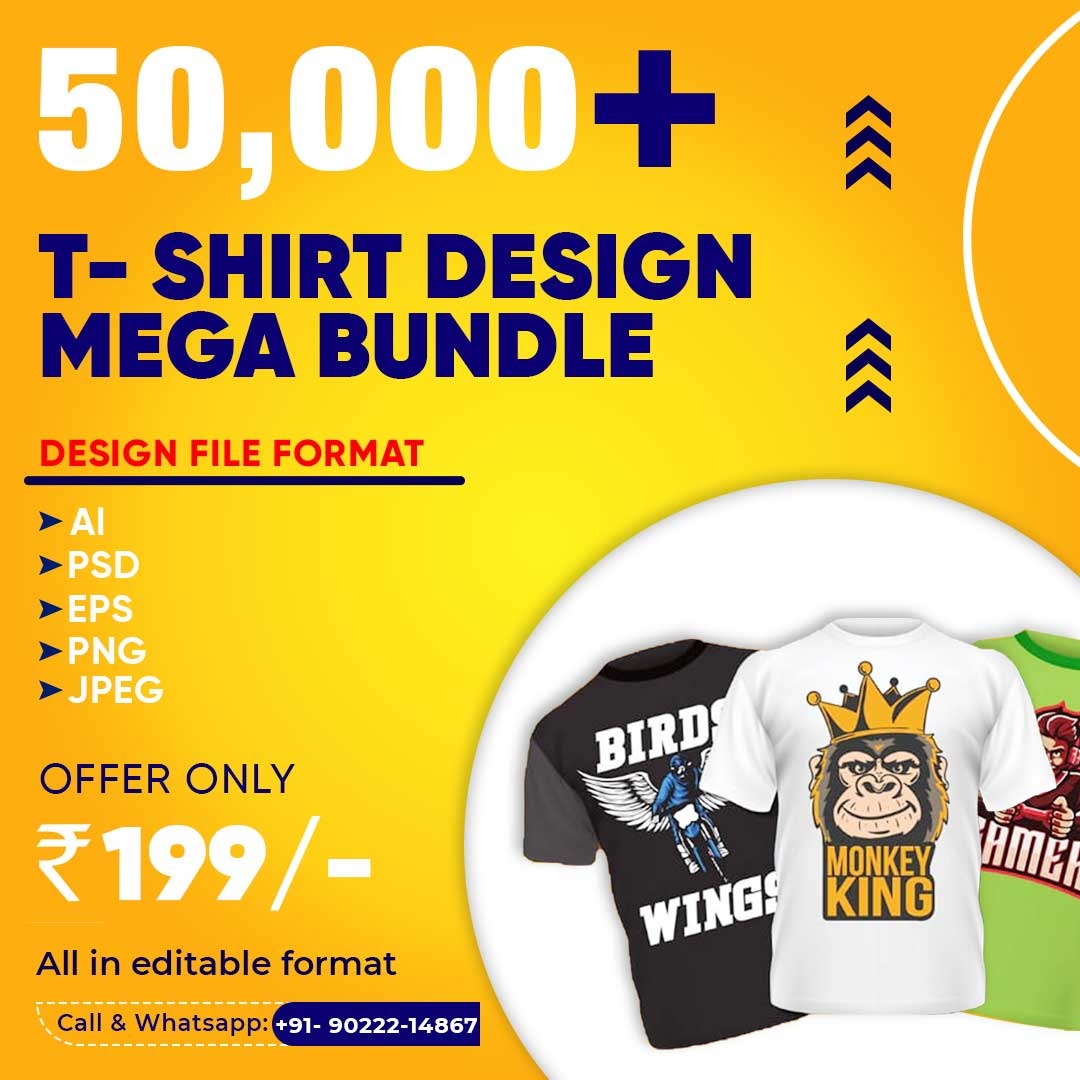 50,000+
T- SHIRT DESIGN
MEGA BUNDLE
DESIGN FILE FORMAT
AI
PSD
EPS
PNG
JPEG
OFFER ONLY
₹199/-
All in editable format
Call & Whatsapp: +91- 90222-14867
BIRDS
WINGS
MONKEY
KING
GAMER